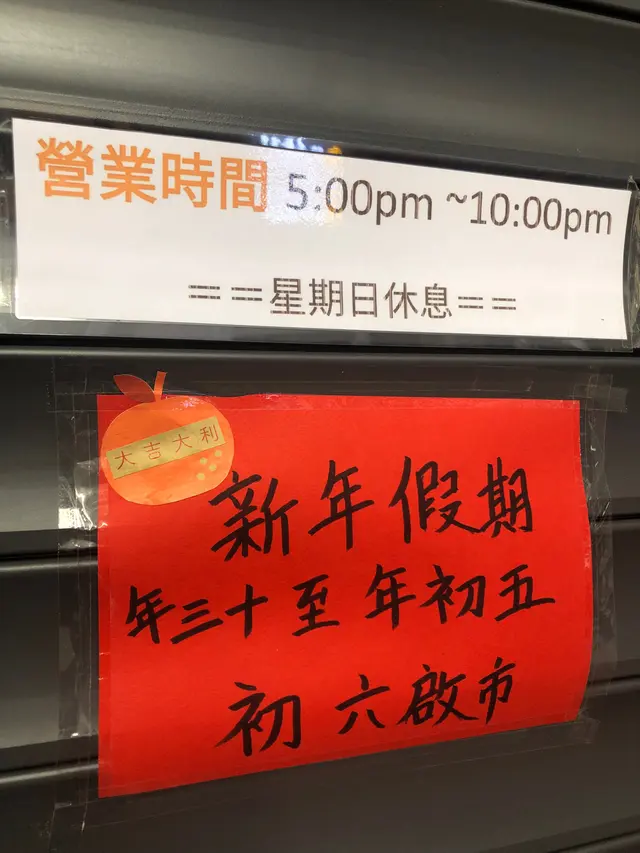 營業時間 5:00pm ~10:00pm
＝＝星期日休息＝＝
大吉大利
新年假期
年三十至年初五
初六啟市